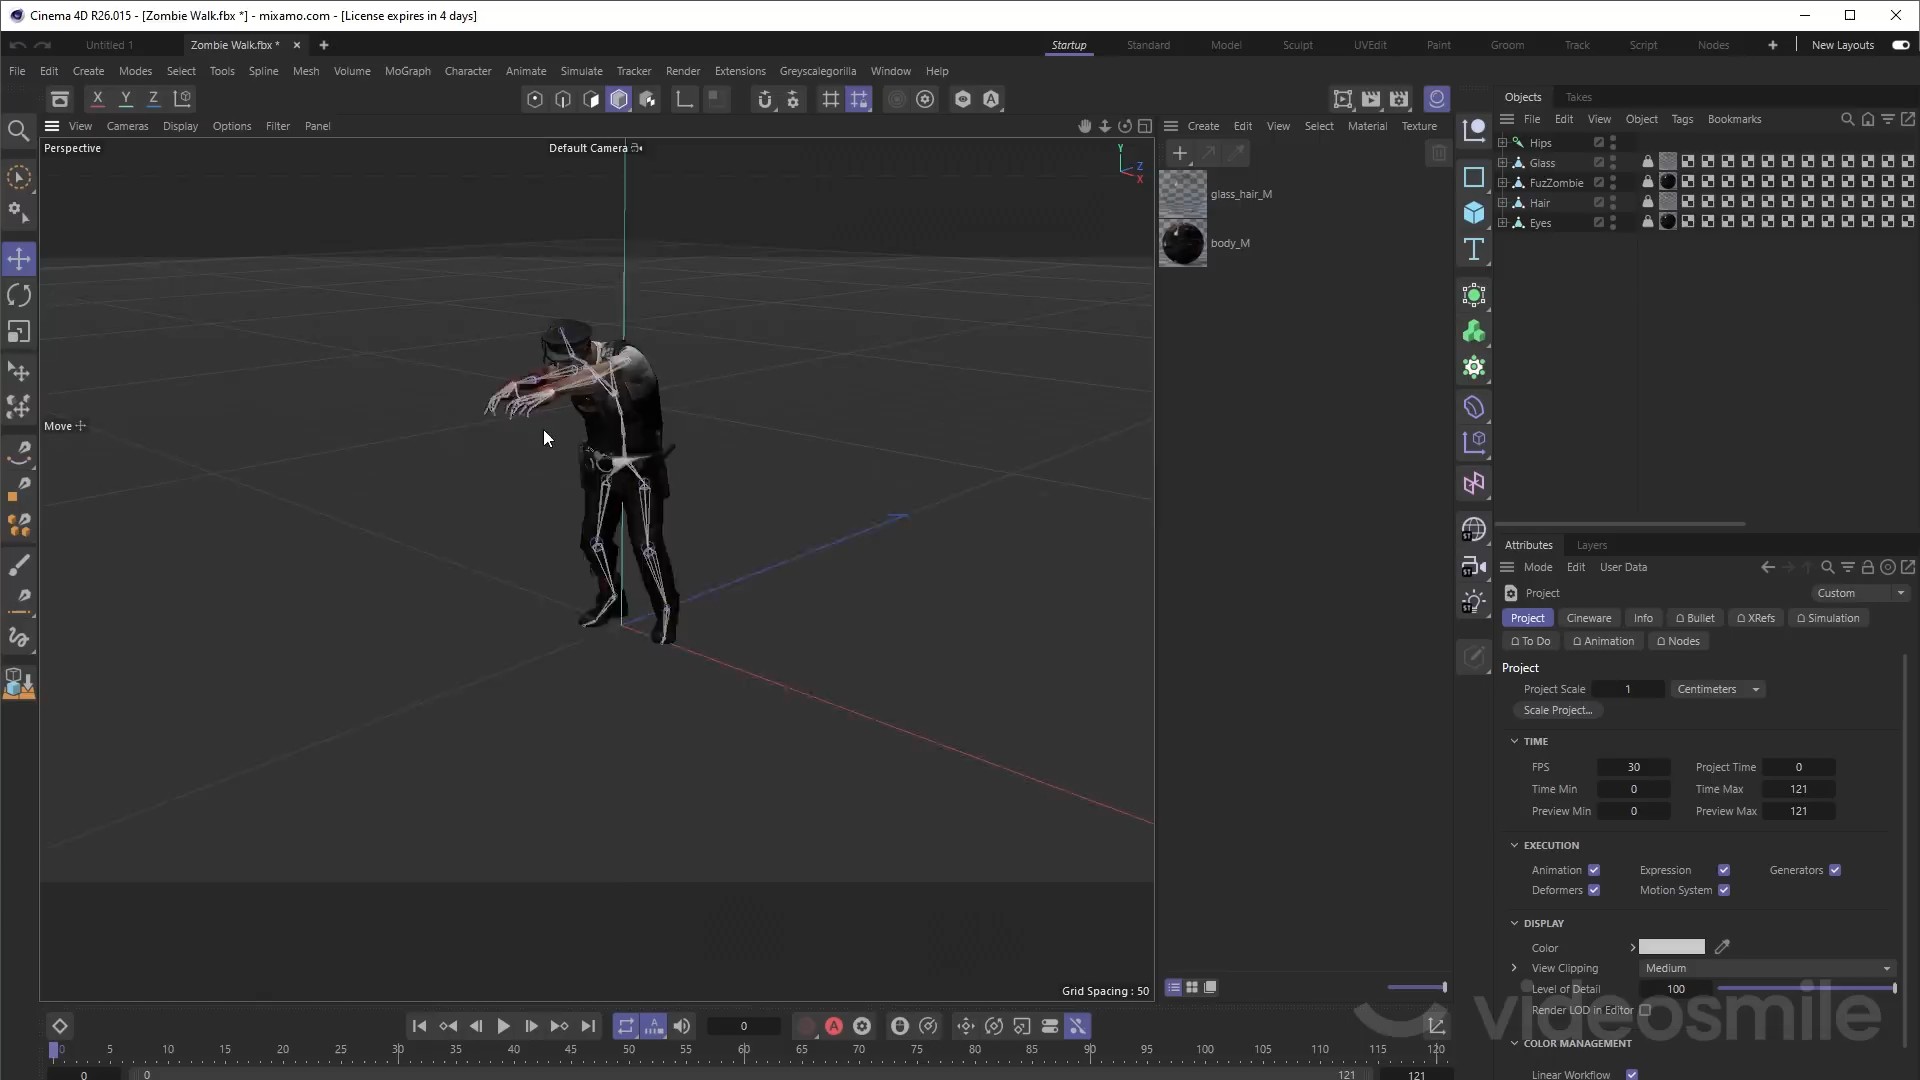 Cinema 4D R26.015 - [Zombie Walk.fbx *] - mixamo.com - [License expires in 4 days]
Untitled 1 Zombie Walk.fbx * Startup Standard Model Sculpt UVEdit Paint Groom Track Script Nodes New Layouts
File Edit Create Modes Select Tools Spline Mesh Volume MoGraph Character Animate Simulate Tracker Render Extensions Greyscalegorilla Window Help
X Y Z
Objects Takes
View Cameras Display Options Filter Panel
Create Edit View Select Material Texture
File Edit View Object Tags Bookmarks
Perspective Default Camera
Y
Z
X
Hips
Glass
FuzZombie
Hair
Eyes
glass_hair_M
body_M
Move
Grid Spacing : 50
Attributes Layers
Mode Edit User Data
Project Custom
Project Cineware Info Bullet XRefs Simulation
To Do Animation Nodes
Project
Project Scale 1 Centimeters
Scale Project...
TIME
FPS 30 Project Time 0
Time Min 0 Time Max 121
Preview Min 0 Preview Max 121
EXECUTION
Animation Expression Generators
Deformers Motion System
DISPLAY
Color
View Clipping Medium
Level of Detail 100
Render LOD in Editor
COLOR MANAGEMENT
Linear Workflow
videosmile
0
0 5 10 15 20 25 30 35 40 45 50 55 60 65 70 75 80 85 90 95 100 105 110 115 120
0 0 121 121